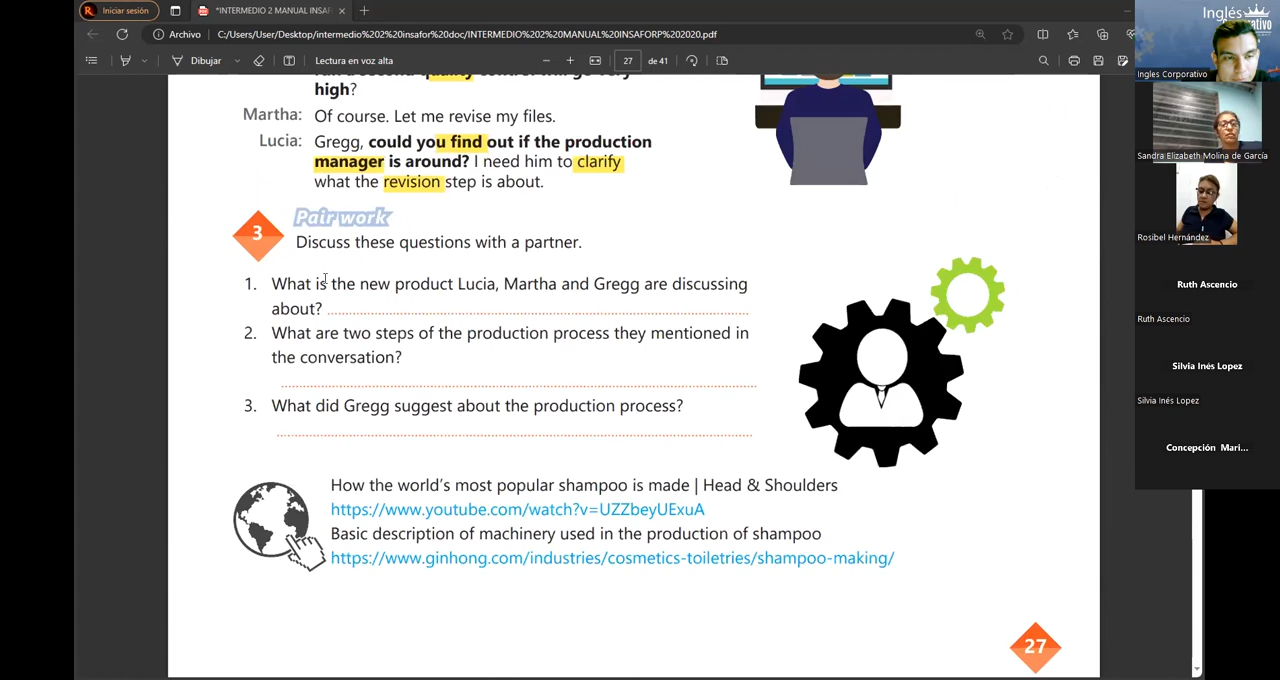 Iniciar sesión
*INTERMEDIO 2 MANUAL INSAF
Archivo
C:/Users/User/Desktop/intermedio%202%20insafor%20doc/INTERMEDIO%202%20MANUAL%20INSAFORP%202020.pdf
Dibujar
Lectura en voz alta
27
de 41
high?
Martha: Of course. Let me revise my files.
Lucia: Gregg, could you find out if the production
manager is around? I need him to clarify
what the revision step is about.
3
Pair work
Discuss these questions with a partner.
1. What is the new product Lucia, Martha and Gregg are discussing
about?
2. What are two steps of the production process they mentioned in
the conversation?
3. What did Gregg suggest about the production process?
How the world's most popular shampoo is made | Head & Shoulders
https://www.youtube.com/watch?v=UZZbeyUExuA
Basic description of machinery used in the production of shampoo
https://www.ginhong.com/industries/cosmetics-toiletries/shampoo-making/
27
Inglés
Ingles Corporativo
Sandra Elizabeth Molina de García
Rosibel Hernández
Ruth Ascencio
Ruth Ascencio
Silvia Inés Lopez
Silvia Inés Lopez
Concepción Mari...